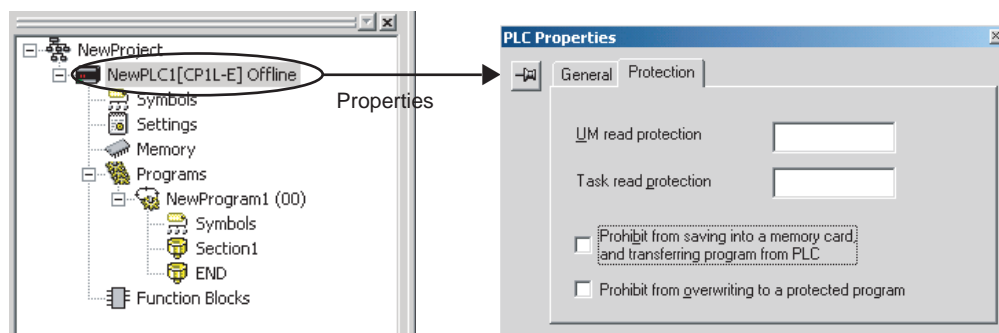 NewProject
NewPLC1[CP1L-E] Offline
Symbols
Settings
Memory
Programs
NewProgram1 (00)
Symbols
Section1
END
Function Blocks
Properties
PLC Properties
General Protection
UM read protection
Task read protection
Prohibit from saving into a memory card,
and transferring program from PLC
Prohibit from overwriting to a protected program